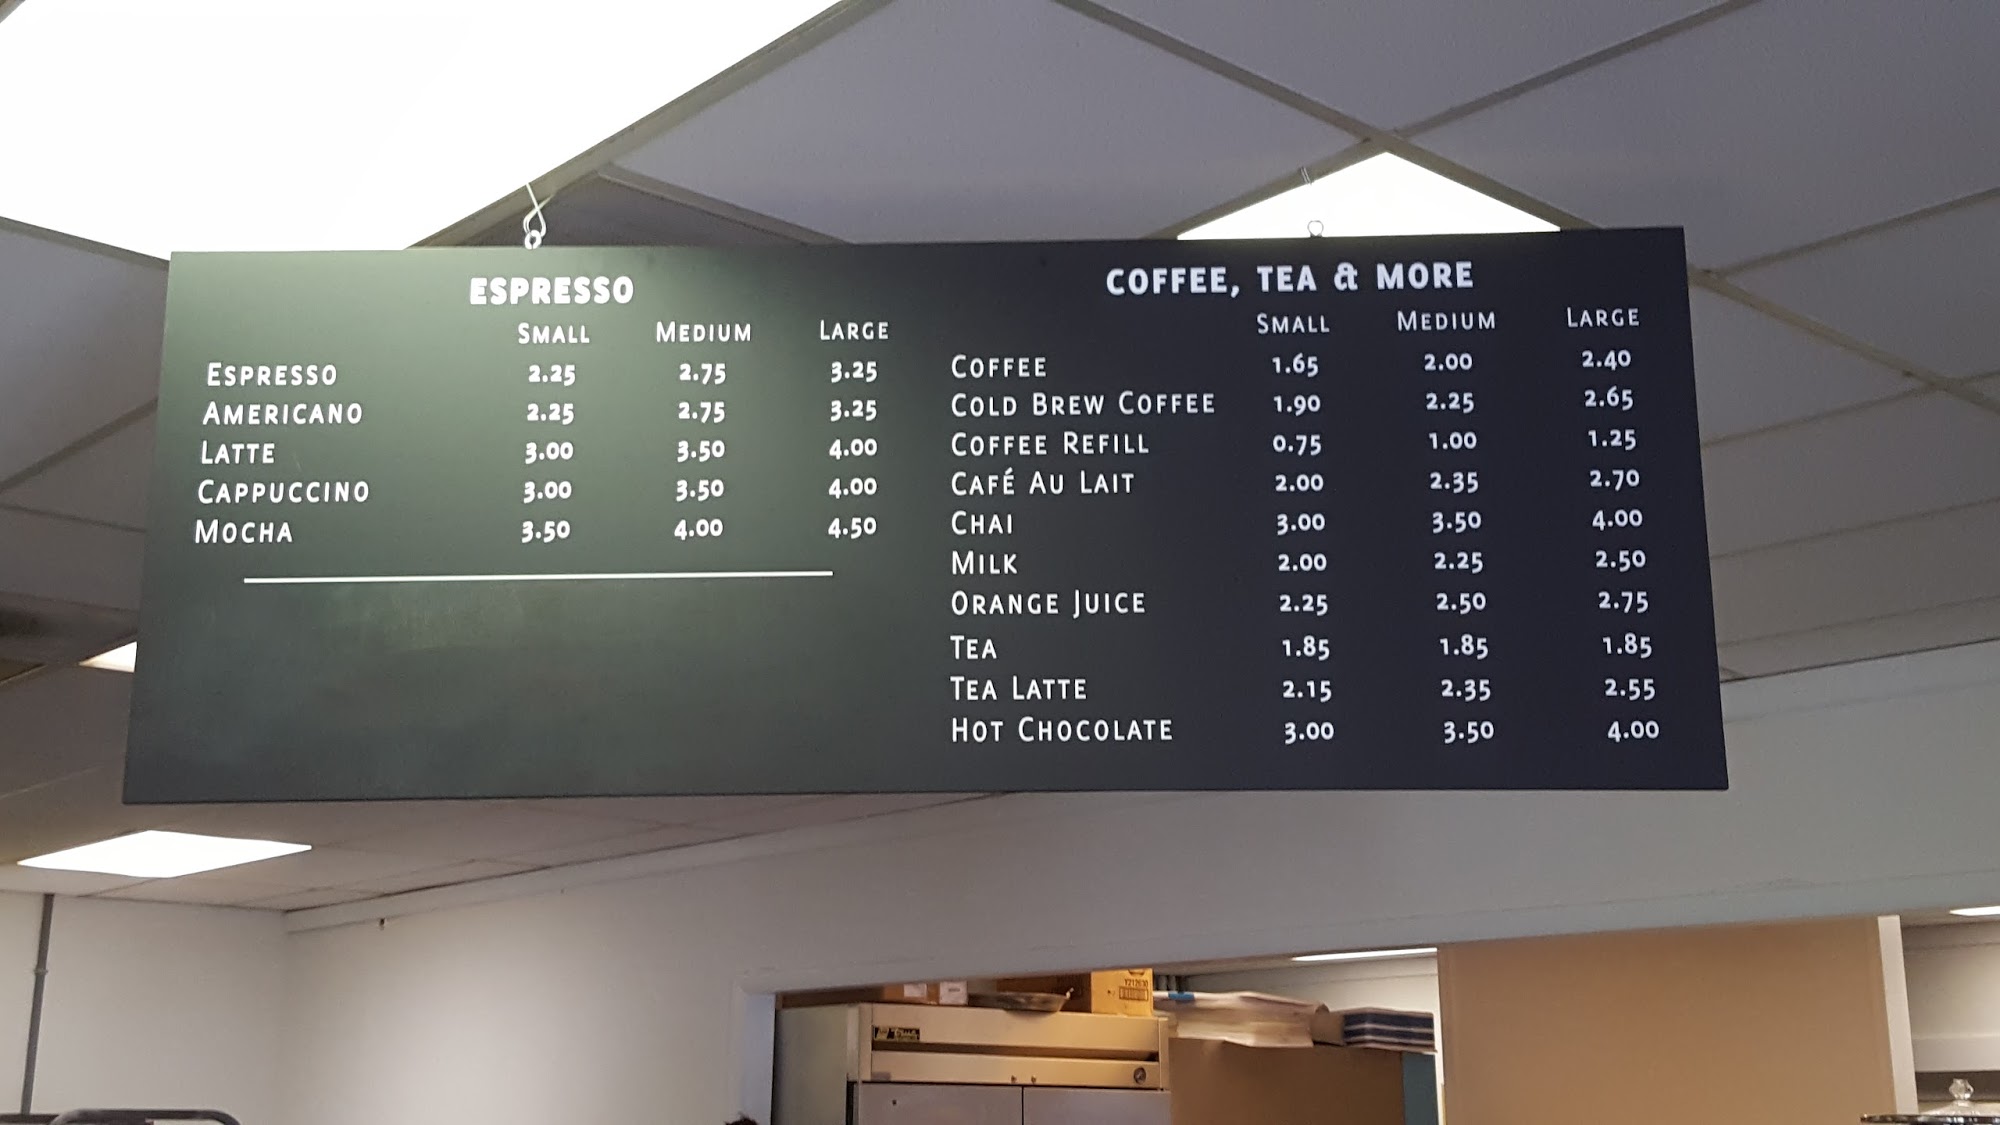 ESPRESSO
SMALL MEDIUM LARGE
ESPRESSO 2.25 2.75 3.25
AMERICANO 2.25 2.75 3.25
LATTE 3.00 3.50 4.00
CAPPUCCINO 3.00 3.50 4.00
MOCHA 3.50 4.00 4.50
COFFEE, TEA & MORE
SMALL MEDIUM LARGE
COFFEE 1.65 2.00 2.40
COLD BREW COFFEE 1.90 2.25 2.65
COFFEE REFILL 0.75 1.00 1.25
CAFÉ AU LAIT 2.00 2.35 2.70
CHAI 3.00 3.50 4.00
MILK 2.00 2.25 2.50
ORANGE JUICE 2.25 2.50 2.75
TEA 1.85 1.85 1.85
TEA LATTE 2.15 2.35 2.55
HOT CHOCOLATE 3.00 3.50 4.00